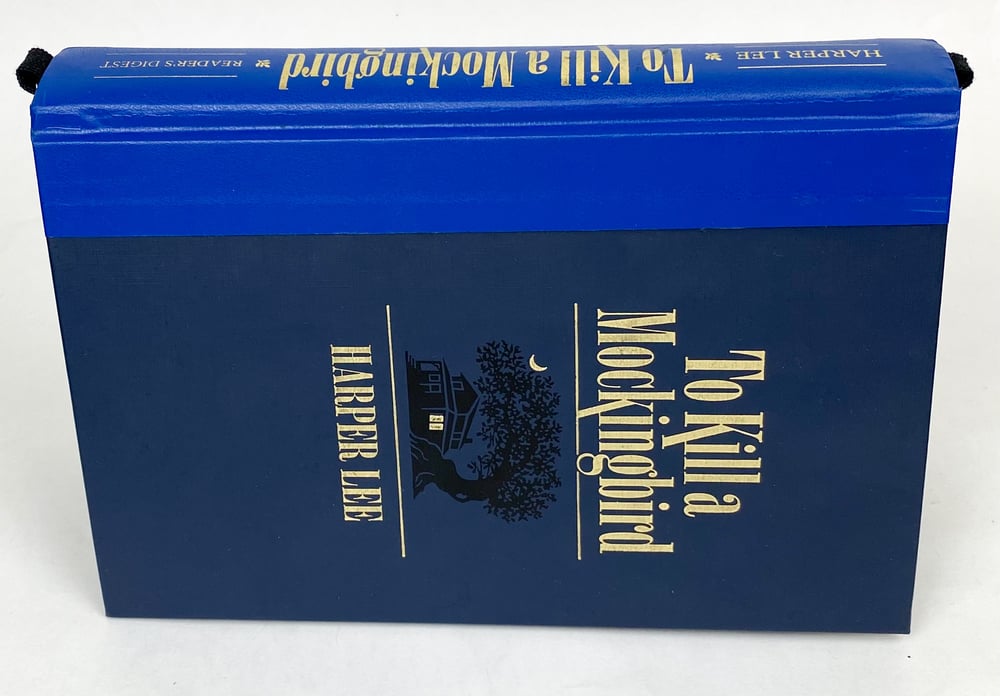 HARPER LEE
To Kill a Mockingbird
READER'S DIGEST
To Kill a
Mockingbird
HARPER LEE